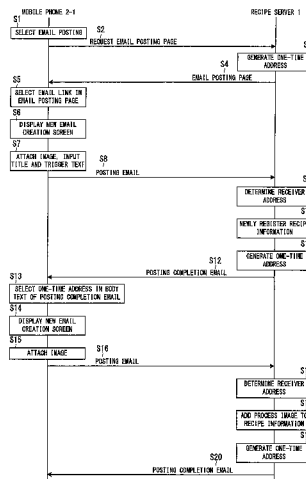 MOBILE PHONE 2-1
RECIPE SERVER 1
S1
SELECT EMAIL POSTING
S2
REQUEST EMAIL POSTING PAGE
GENERATE ONE-TIME
ADDRESS
S4
EMAIL POSTING PAGE
S5
SELECT EMAIL LINK IN
EMAIL POSTING PAGE
S6
DISPLAY NEW EMAIL
CREATION SCREEN
S7
ATTACH IMAGE, INPUT
TITLE AND TRIGGER TEXT
S8
POSTING EMAIL
DETERMINE RECEIVER
ADDRESS
NEWLY REGISTER RECIP
INFORMATION
GENERATE ONE-TIME
ADDRESS
S12
POSTING COMPLETION EMAIL
S13
SELECT ONE-TIME ADDRESS IN BODY
TEXT OF POSTING COMPLETION EMAIL
S14
DISPLAY NEW EMAIL
CREATION SCREEN
S15
ATTACH IMAGE
S16
POSTING EMAIL
DETERMINE RECEIVER
ADDRESS
ADD PROCESS IMAGE TO
RECIPE INFORMATION
GENERATE ONE-TIME
ADDRESS
S20
POSTING COMPLETION EMAIL